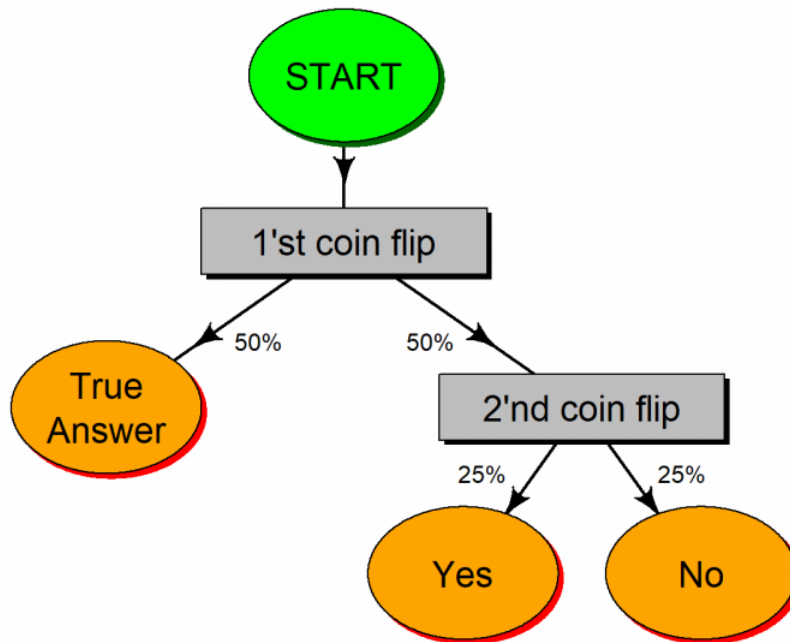 START
1'st coin flip
50%
50%
True
Answer
2'nd coin flip
25%
25%
Yes
No